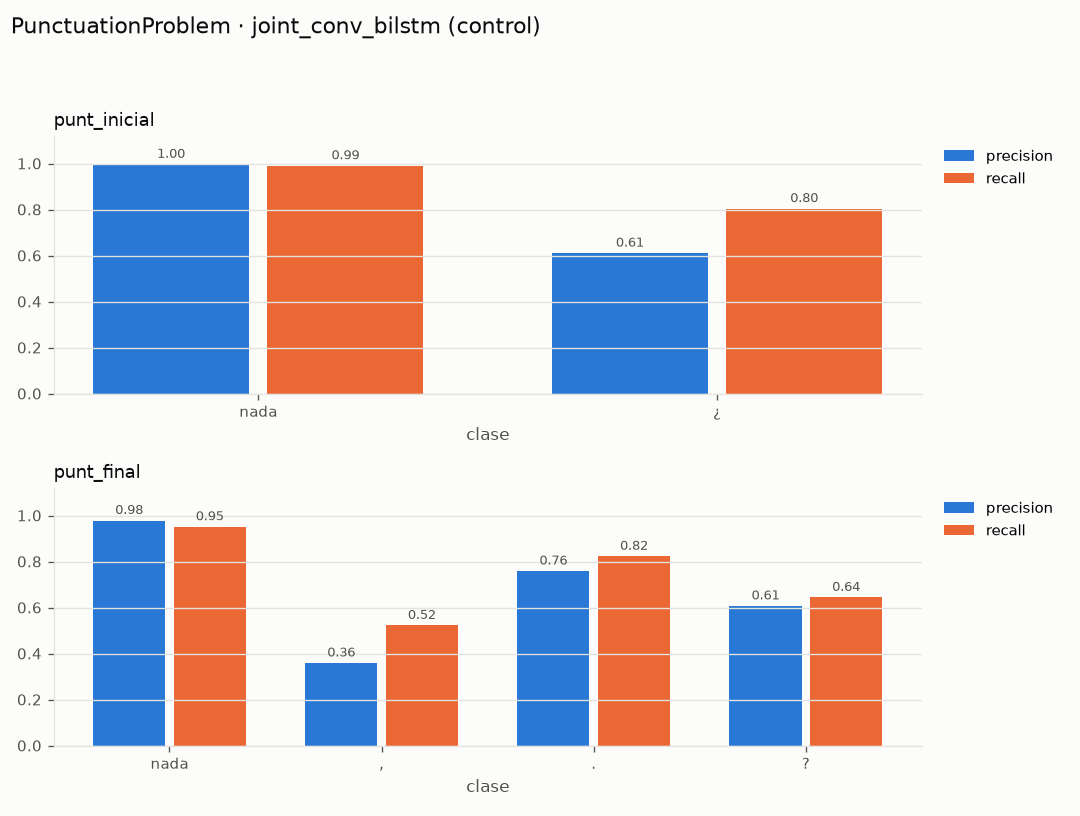 PunctuationProblem · joint_conv_bilstm (control)
punt_inicial
1.0
0.8
0.6
0.4
0.2
0.0
1.00
0.99
0.61
0.80
nada
¿
clase
precision
recall
punt_final
1.0
0.8
0.6
0.4
0.2
0.0
0.98
0.95
0.36
0.52
0.76
0.82
0.61
0.64
nada
,
.
?
clase
precision
recall